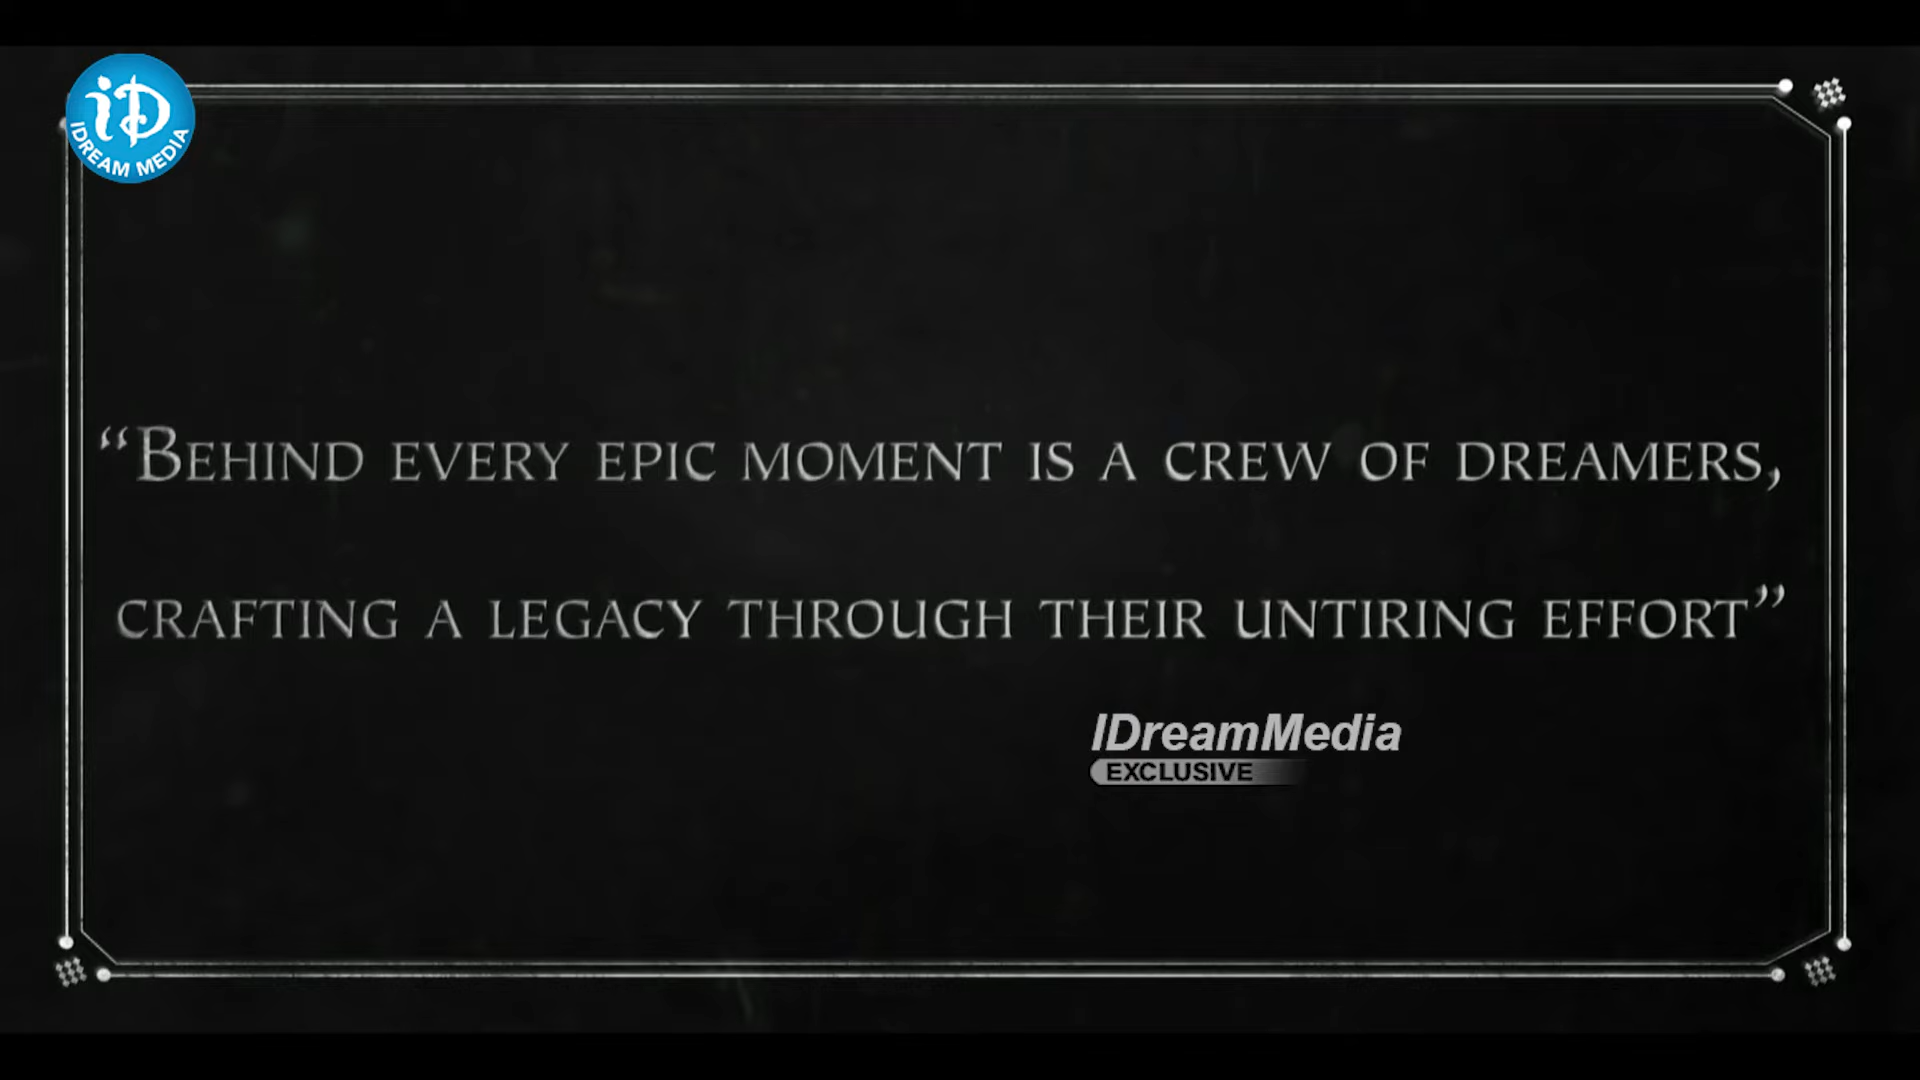 iD
IDREAM MEDIA
“BEHIND EVERY EPIC MOMENT IS A CREW OF DREAMERS,
CRAFTING A LEGACY THROUGH THEIR UNTIRING EFFORT”
IDreamMedia
EXCLUSIVE